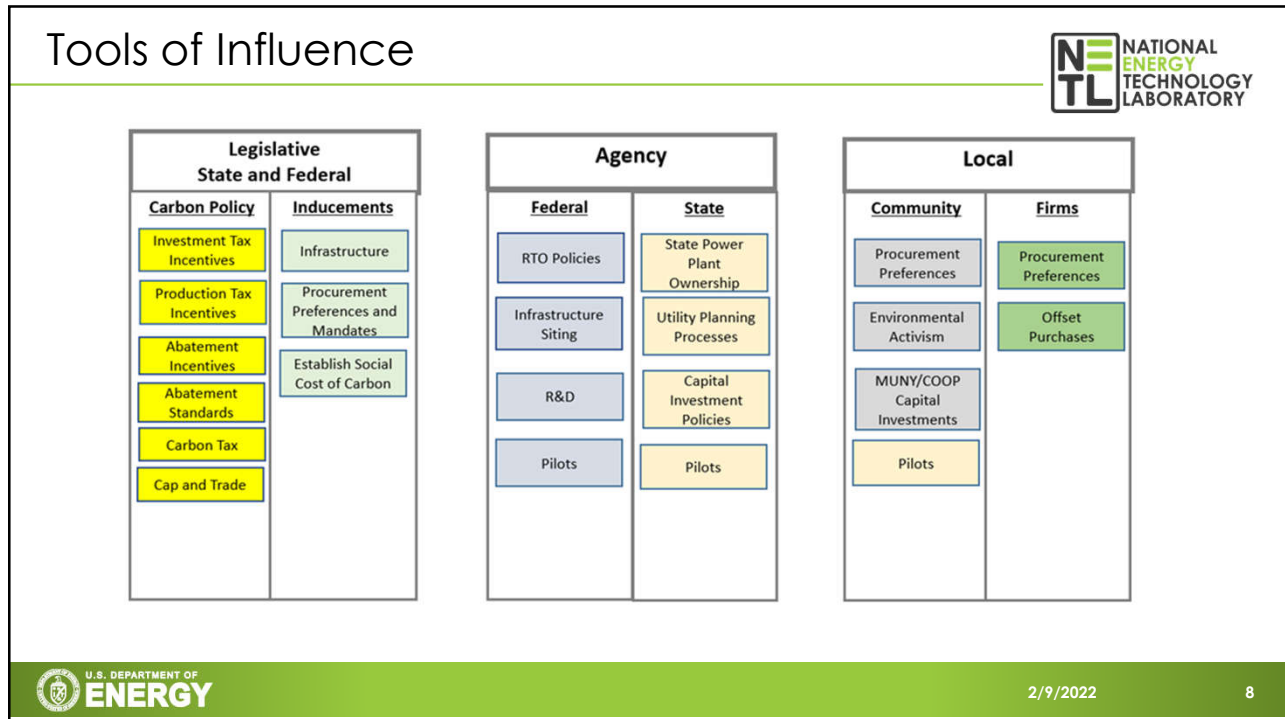 Tools of Influence
NATIONAL
ENERGY
TECHNOLOGY
LABORATORY
NE
TL
Legislative
State and Federal
Carbon Policy
Investment Tax
Incentives
Production Tax
Incentives
Abatement
Incentives
Abatement
Standards
Carbon Tax
Cap and Trade
Inducements
Infrastructure
Procurement
Preferences and
Mandates
Establish Social
Cost of Carbon
Agency
Federal
RTO Policies
Infrastructure
Siting
R&D
Pilots
State
State Power
Plant
Ownership
Utility Planning
Processes
Capital
Investment
Policies
Pilots
Local
Community
Procurement
Preferences
Environmental
Activism
MUNY/COOP
Capital
Investments
Pilots
Firms
Procurement
Preferences
Offset
Purchases
U.S. DEPARTMENT OF
ENERGY
2/9/2022
8